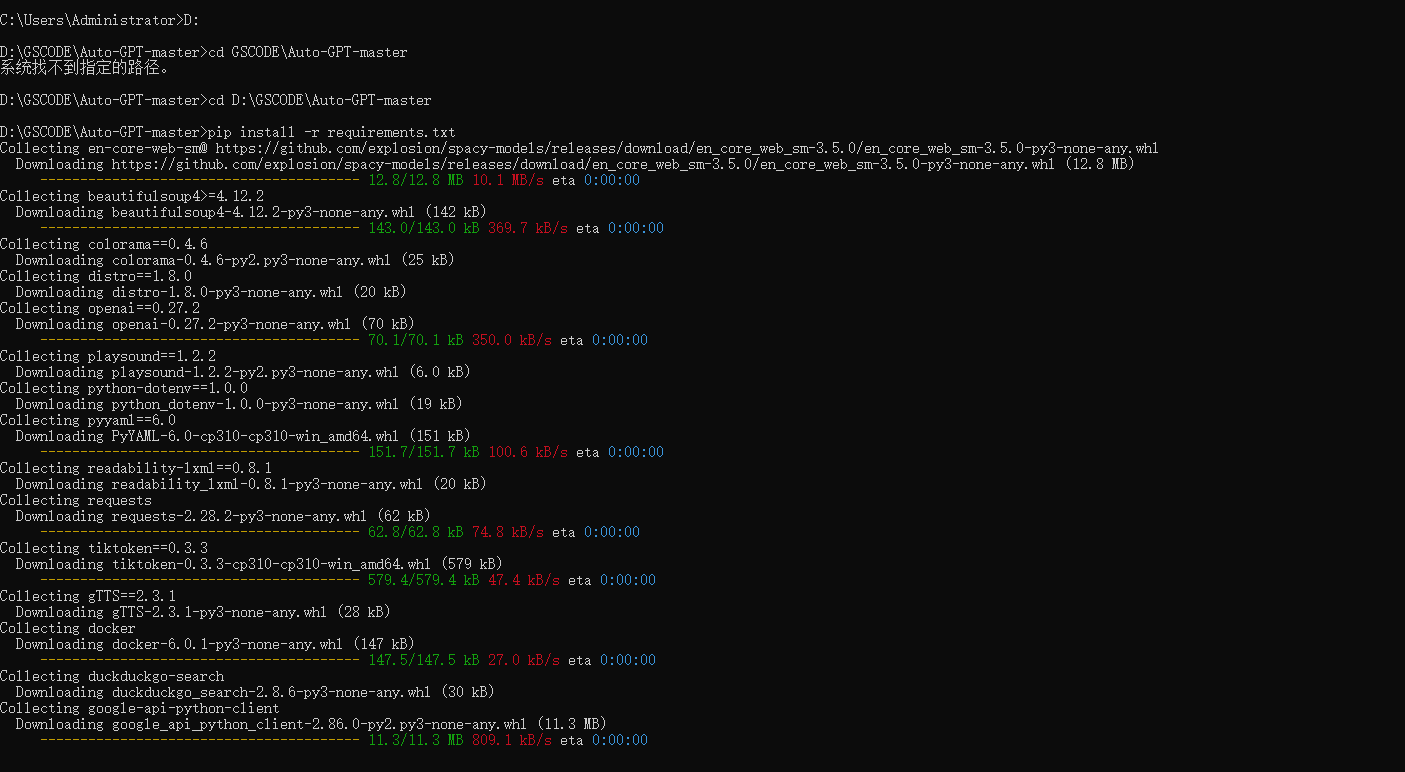 C:\Users\Administrator>D:
D:\GSCODE\Auto-GPT-master>cd GSCODE\Auto-GPT-master
系统找不到指定的路径。
D:\GSCODE\Auto-GPT-master>cd D:\GSCODE\Auto-GPT-master
D:\GSCODE\Auto-GPT-master>pip install -r requirements.txt
Collecting en-core-web-sm@ https://github.com/explosion/spacy-models/releases/download/en_core_web_sm-3.5.0/en_core_web_sm-3.5.0-py3-none-any.whl
Downloading https://github.com/explosion/spacy-models/releases/download/en_core_web_sm-3.5.0/en_core_web_sm-3.5.0-py3-none-any.whl (12.8 MB)
---------------------------------------- 12.8/12.8 MB 10.1 MB/s eta 0:00:00
Collecting beautifulsoup4>=4.12.2
Downloading beautifulsoup4-4.12.2-py3-none-any.whl (142 kB)
---------------------------------------- 143.0/143.0 kB 369.7 kB/s eta 0:00:00
Collecting colorama==0.4.6
Downloading colorama-0.4.6-py2.py3-none-any.whl (25 kB)
Collecting distro==1.8.0
Downloading distro-1.8.0-py3-none-any.whl (20 kB)
Collecting openai==0.27.2
Downloading openai-0.27.2-py3-none-any.whl (70 kB)
---------------------------------------- 70.1/70.1 kB 350.0 kB/s eta 0:00:00
Collecting playsound==1.2.2
Downloading playsound-1.2.2-py2.py3-none-any.whl (6.0 kB)
Collecting python-dotenv==1.0.0
Downloading python_dotenv-1.0.0-py3-none-any.whl (19 kB)
Collecting pyyaml==6.0
Downloading PyYAML-6.0-cp310-cp310-win_amd64.whl (151 kB)
---------------------------------------- 151.7/151.7 kB 100.6 kB/s eta 0:00:00
Collecting readability-lxml==0.8.1
Downloading readability_lxml-0.8.1-py3-none-any.whl (20 kB)
Collecting requests
Downloading requests-2.28.2-py3-none-any.whl (62 kB)
---------------------------------------- 62.8/62.8 kB 74.8 kB/s eta 0:00:00
Collecting tiktoken==0.3.3
Downloading tiktoken-0.3.3-cp310-cp310-win_amd64.whl (579 kB)
---------------------------------------- 579.4/579.4 kB 47.4 kB/s eta 0:00:00
Collecting gTTS==2.3.1
Downloading gTTS-2.3.1-py3-none-any.whl (28 kB)
Collecting docker
Downloading docker-6.0.1-py3-none-any.whl (147 kB)
---------------------------------------- 147.5/147.5 kB 27.0 kB/s eta 0:00:00
Collecting duckduckgo-search
Downloading duckduckgo_search-2.8.6-py3-none-any.whl (30 kB)
Collecting google-api-python-client
Downloading google_api_python_client-2.86.0-py2.py3-none-any.whl (11.3 MB)
---------------------------------------- 11.3/11.3 MB 809.1 kB/s eta 0:00:00